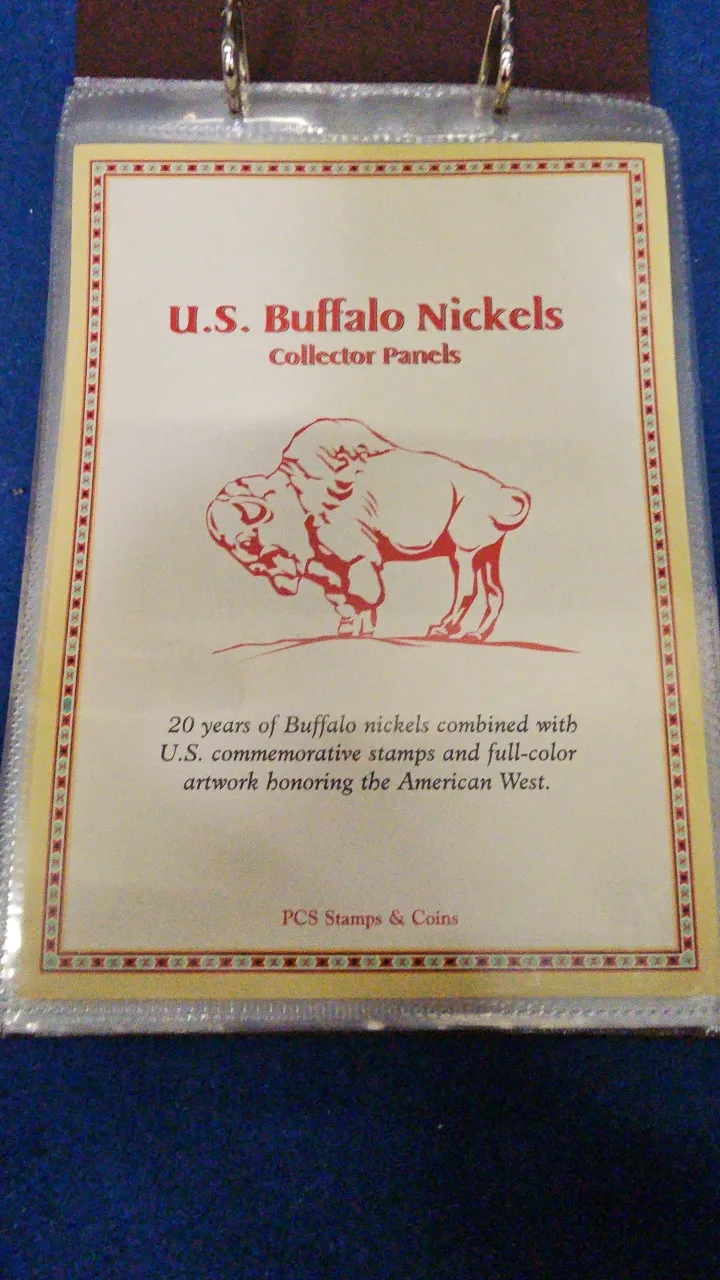 U.S. Buffalo Nickels
Collector Panels
20 years of Buffalo nickels combined with
U.S. commemorative stamps and full-color
artwork honoring the American West.
PCS Stamps & Coins